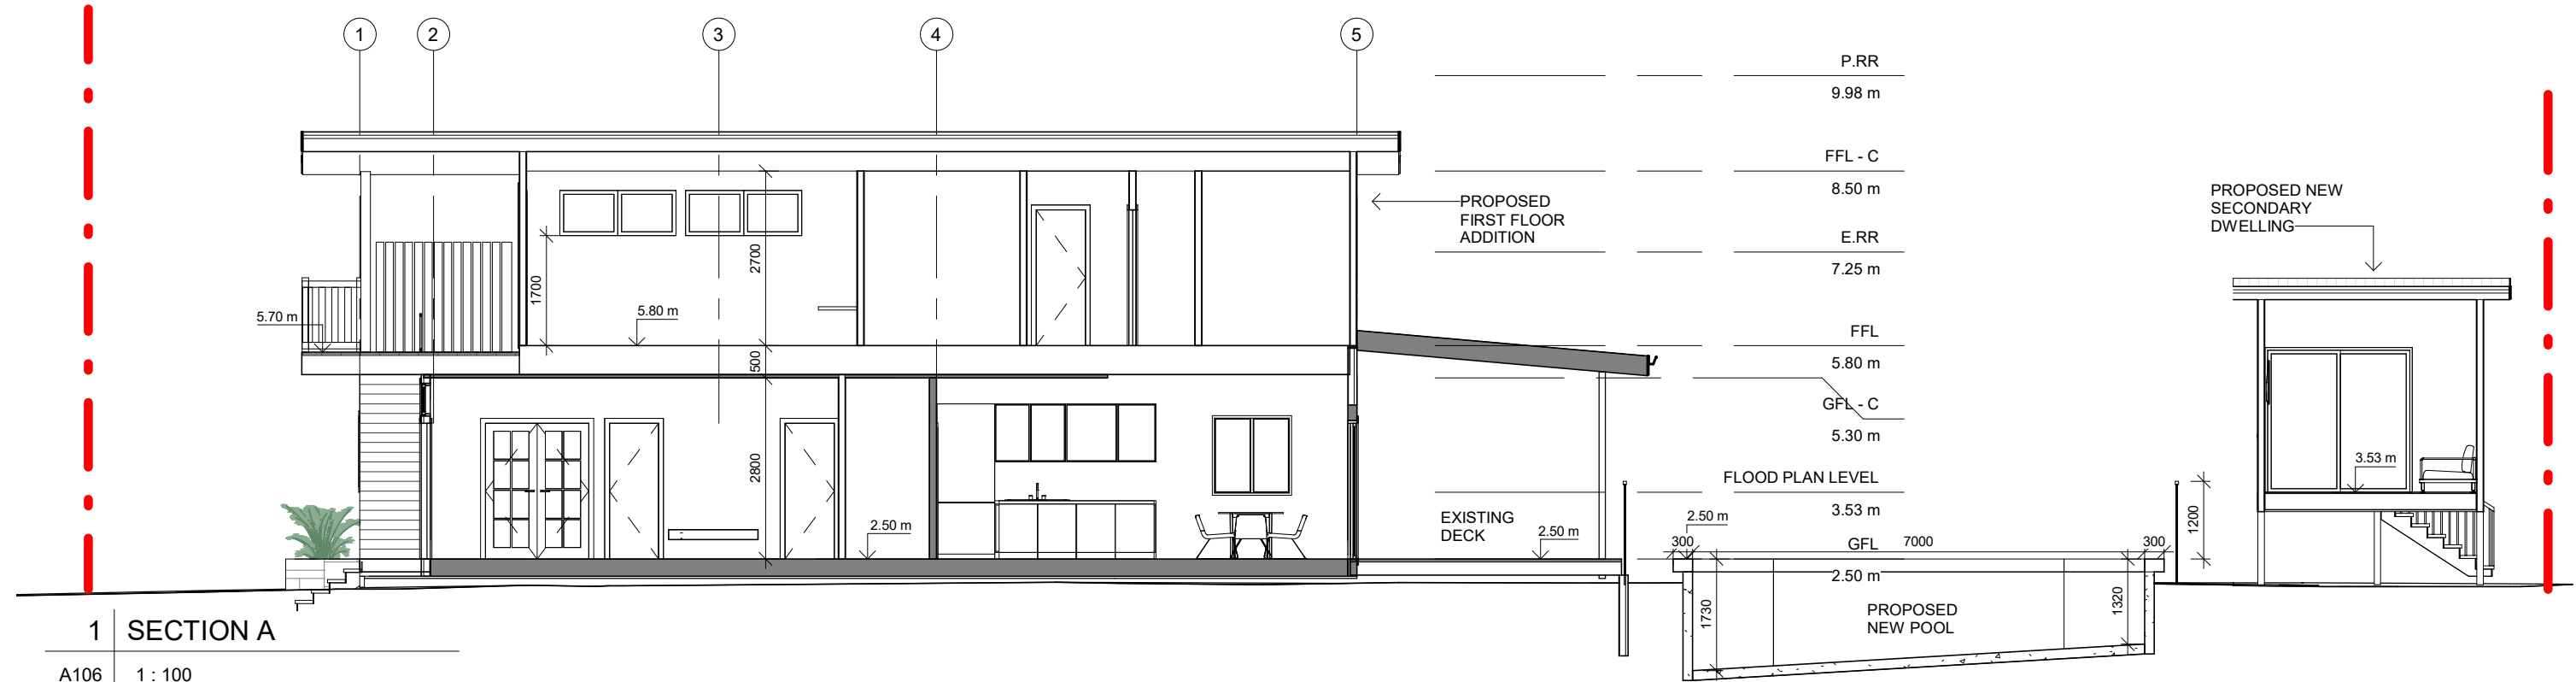 1
2
3
4
5
P.RR
9.98 m
FFL - C
8.50 m
E.RR
7.25 m
FFL
5.80 m
GFL - C
5.30 m
FLOOD PLAN LEVEL
3.53 m
GFL
2.50 m
PROPOSED
FIRST FLOOR
ADDITION
PROPOSED NEW
SECONDARY
DWELLING
5.70 m
1700
5.80 m
2700
500
2800
2.50 m
EXISTING
DECK
2.50 m
2.50 m
300
7000
300
1730
1320
PROPOSED
NEW POOL
1200
3.53 m
1 SECTION A
A106 1 : 100